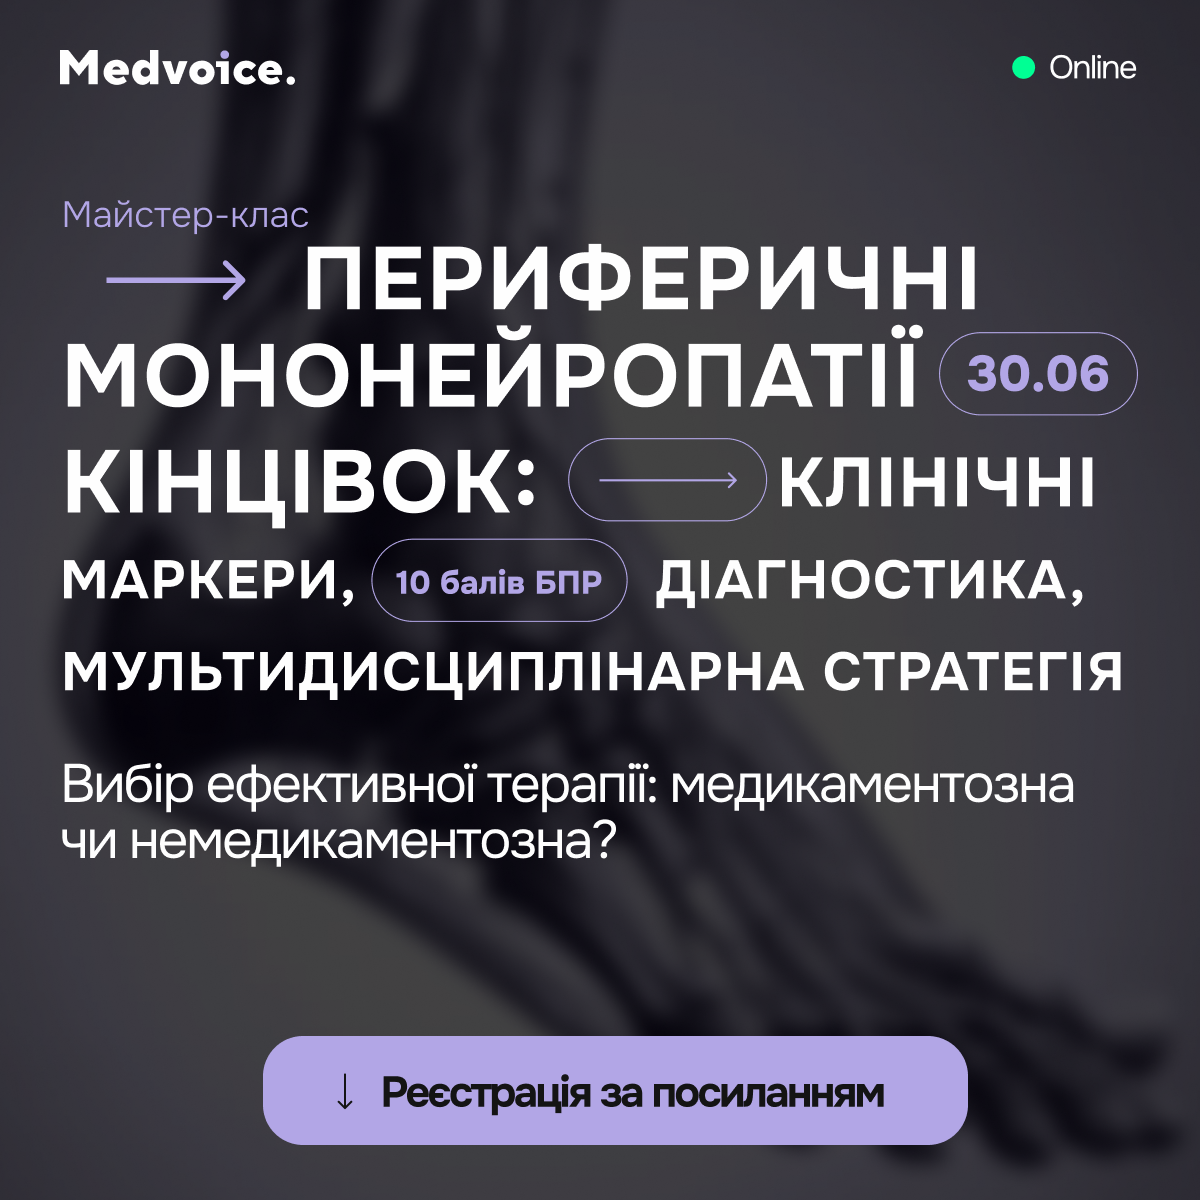 Medvoice.
Online
Майстер-клас
ПЕРИФЕРИЧНІ
МОНОНЕЙРОПАТІЇ 30.06
КІНЦІВОК: КЛІНІЧНІ
МАРКЕРИ, 10 балів БПР ДІАГНОСТИКА,
МУЛЬТИДИСЦИПЛІНАРНА СТРАТЕГІЯ
Вибір ефективної терапії: медикаментозна
чи немедикаментозна?
Реєстрація за посиланням